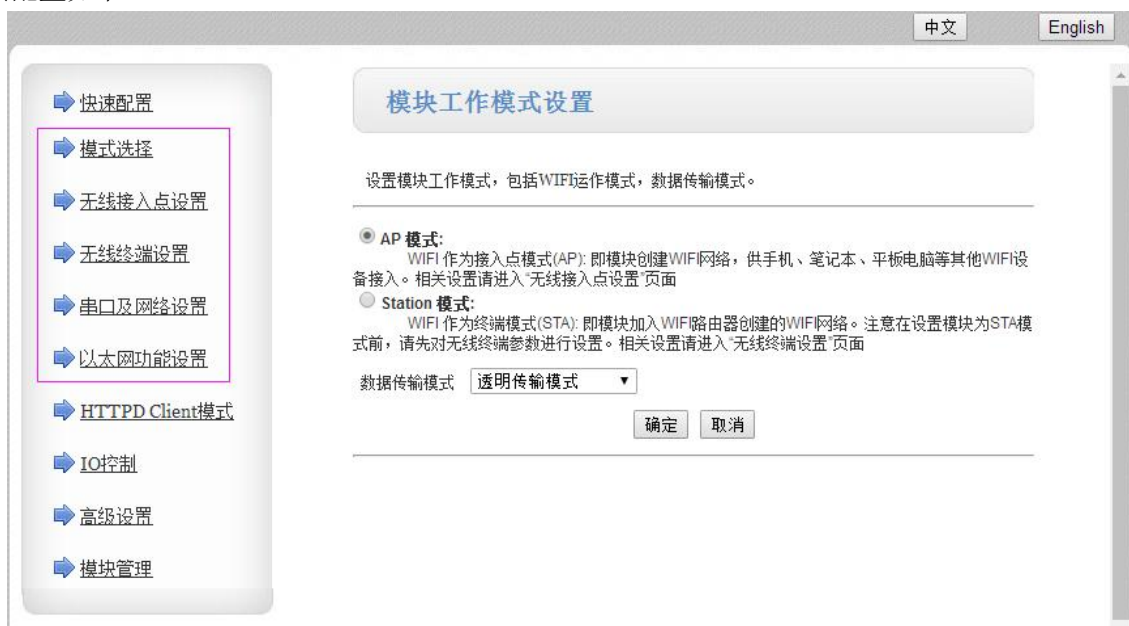 中文
English
快速配置
模式选择
无线接入点设置
无线终端设置
串口及网络设置
以太网功能设置
HTTPD Client模式
IO控制
高级设置
模块管理
模块工作模式设置
设置模块工作模式，包括WIFI运作模式，数据传输模式。
AP 模式:
WIFI 作为接入点模式(AP): 即模块创建WIFI网络，供手机、笔记本、平板电脑等其他WIFI设
备接入。相关设置请进入"无线接入点设置"页面
Station 模式:
WIFI 作为终端模式(STA): 即模块加入WIFI路由器创建的WIFI网络。注意在设置模块为STA模
式前，请先对无线终端参数进行设置。相关设置请进入"无线终端设置"页面
数据传输模式 透明传输模式
确定 取消